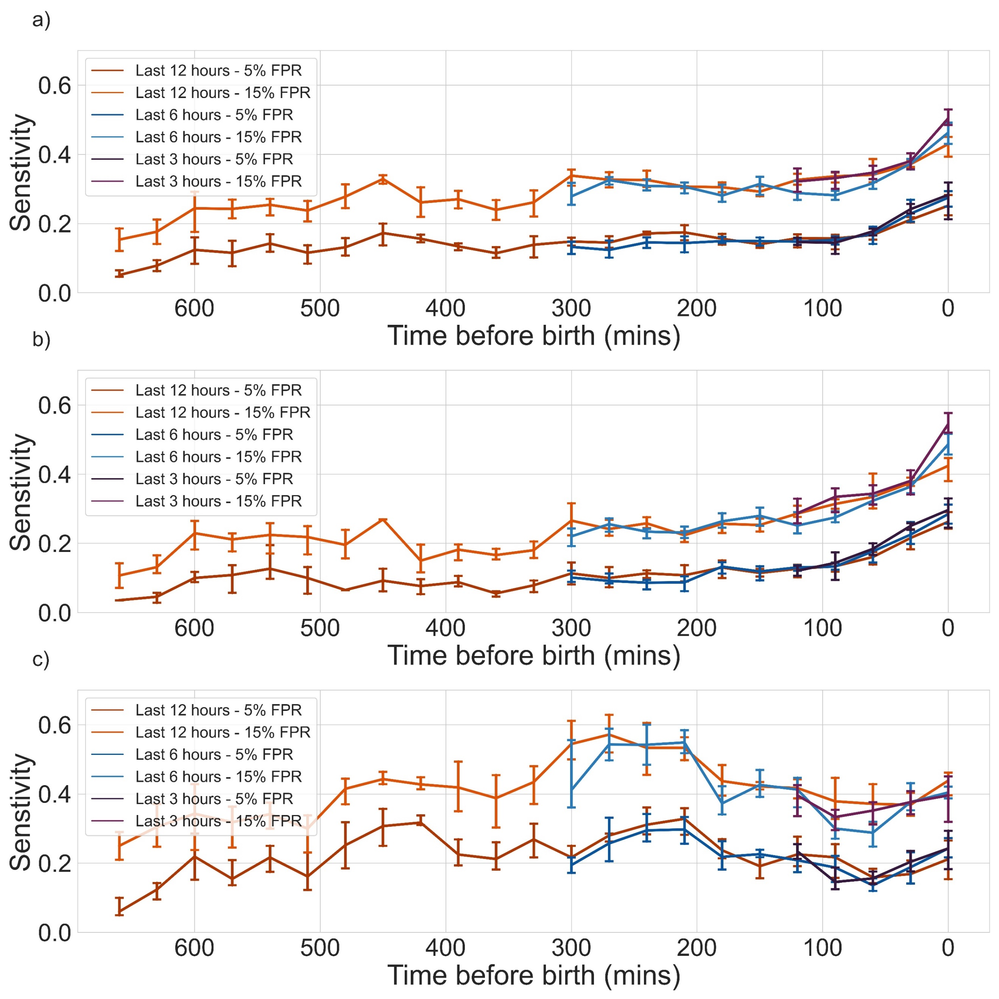 a)
Senstivity
0.6
0.4
0.2
0.0
Last 12 hours - 5% FPR
Last 12 hours - 15% FPR
Last 6 hours - 5% FPR
Last 6 hours - 15% FPR
Last 3 hours - 5% FPR
Last 3 hours - 15% FPR
600 500 400 300 200 100 0
Time before birth (mins)
b)
Senstivity
0.6
0.4
0.2
0.0
Last 12 hours - 5% FPR
Last 12 hours - 15% FPR
Last 6 hours - 5% FPR
Last 6 hours - 15% FPR
Last 3 hours - 5% FPR
Last 3 hours - 15% FPR
600 500 400 300 200 100 0
Time before birth (mins)
c)
Senstivity
0.6
0.4
0.2
0.0
Last 12 hours - 5% FPR
Last 12 hours - 15% FPR
Last 6 hours - 5% FPR
Last 6 hours - 15% FPR
Last 3 hours - 5% FPR
Last 3 hours - 15% FPR
600 500 400 300 200 100 0
Time before birth (mins)